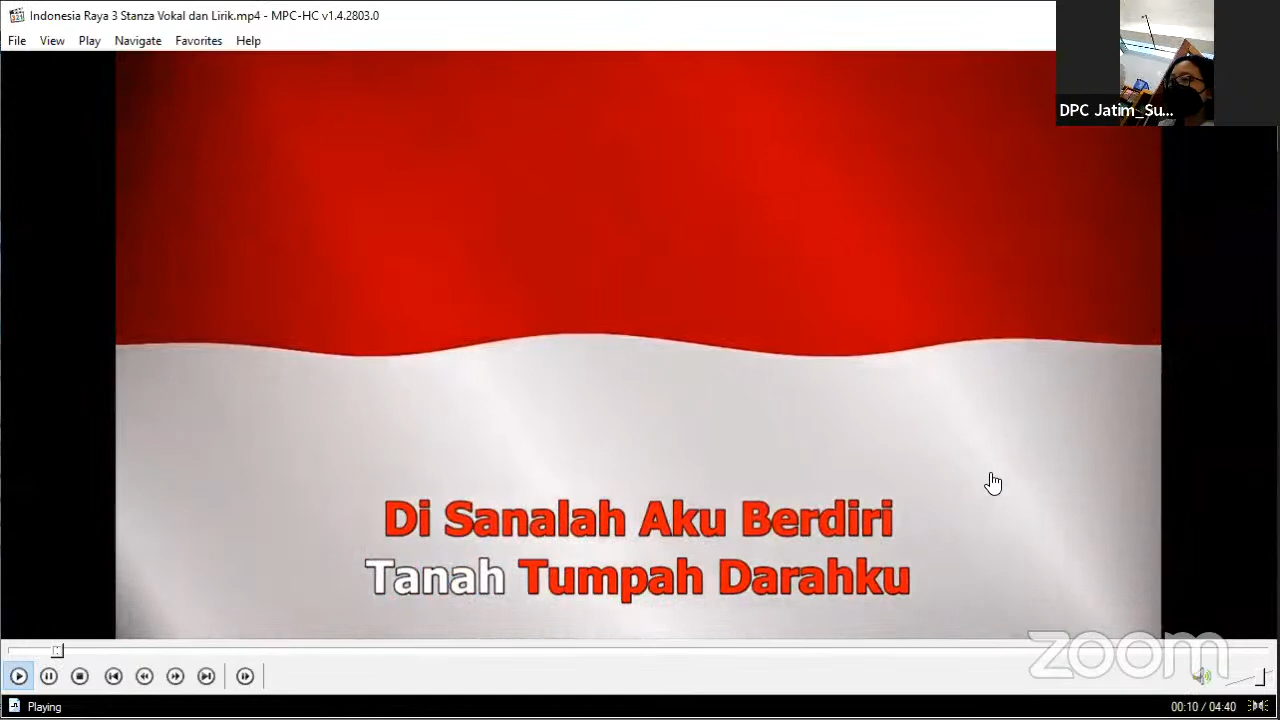 Indonesia Raya 3 Stanza Vokal dan Lirik.mp4 - MPC-HC v1.4.2803.0
File View Play Navigate Favorites Help
DPC Jatim_Su...
Di Sanalah Aku Berdiri
Tanah Tumpah Darahku
zoom
Playing
00:10 / 04:40